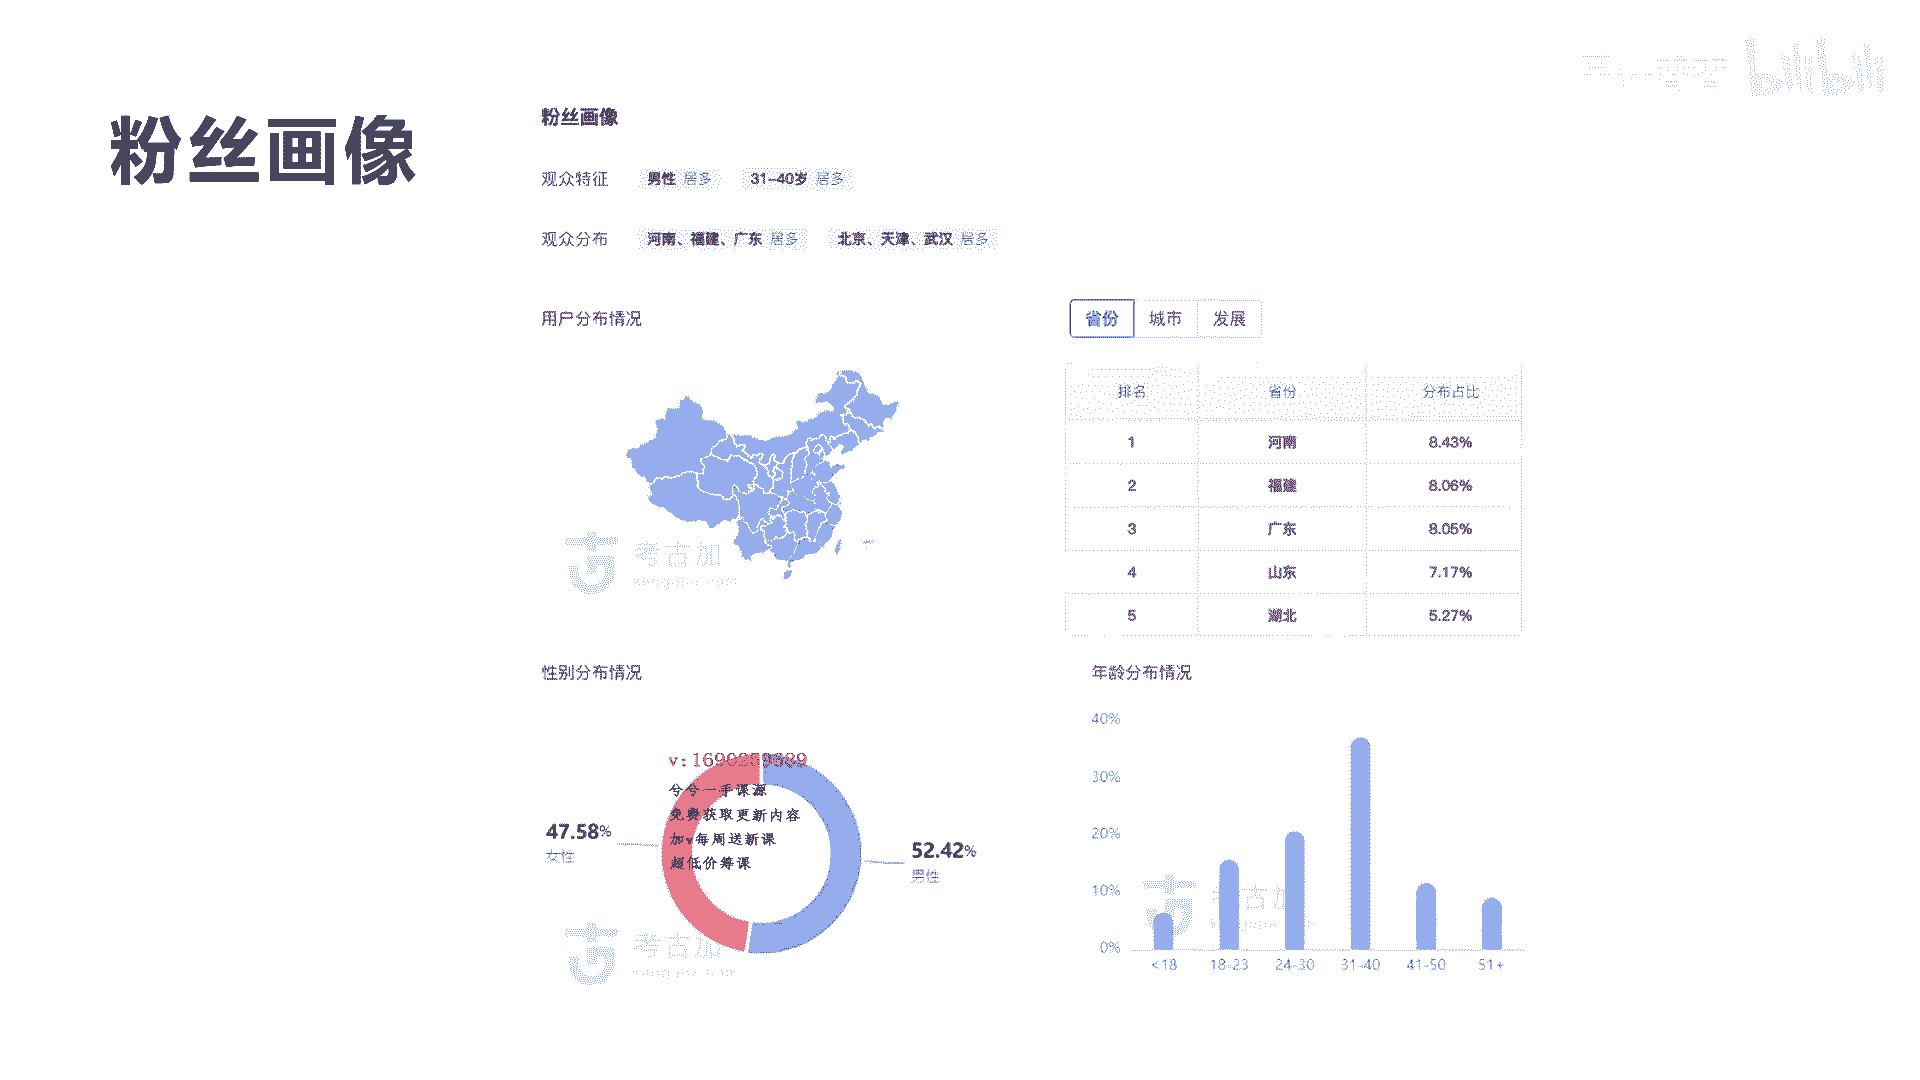 bilibili
粉丝画像
粉丝画像
观众特征 男性 居多 31-40岁 居多
观众分布 河南、福建、广东 居多 北京、天津、武汉 居多
用户分布情况
省份 城市 发展
排名 省份 分布占比
1 河南 8.43%
2 福建 8.06%
3 广东 8.05%
4 山东 7.17%
5 湖北 5.27%
考古加
性别分布情况
兮兮一手课源
免费获取更新内容
加v每周送新课
超低价筹课
47.58%
女性
52.42%
男性
考古加
年龄分布情况
40%
30%
20%
10%
0%
<18 18-23 24-30 31-40 41-50 51+